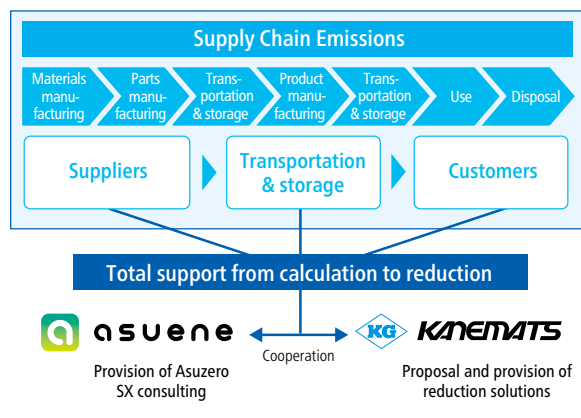 Supply Chain Emissions
Materials
manu-
facturing
Parts
manu-
facturing
Trans-
portation
& storage
Product
manu-
facturing
Trans-
portation
& storage
Use
Disposal
Suppliers
Transportation
& storage
Customers
Total support from calculation to reduction
a asuene
Cooperation
KG KANEMATS
Provision of Asuzero
SX consulting
Proposal and provision of
reduction solutions